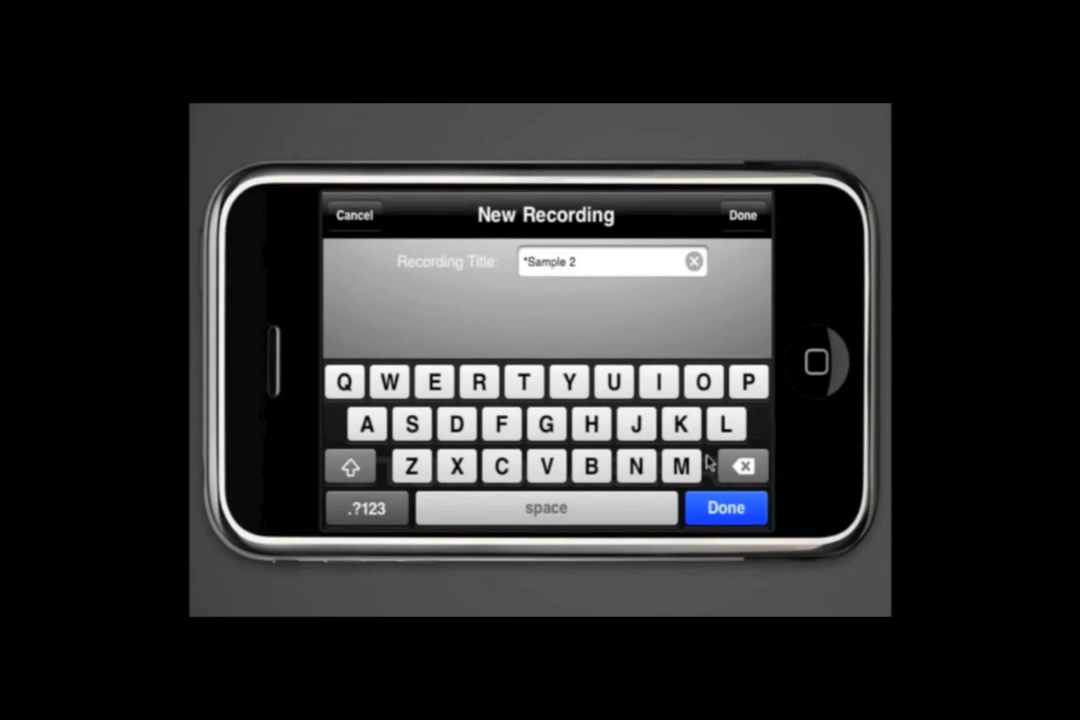 Cancel New Recording Done
Recording Title: *Sample 2
Q W E R T Y U I O P
A S D F G H J K L
Z X C V B N M
.?123 space Done